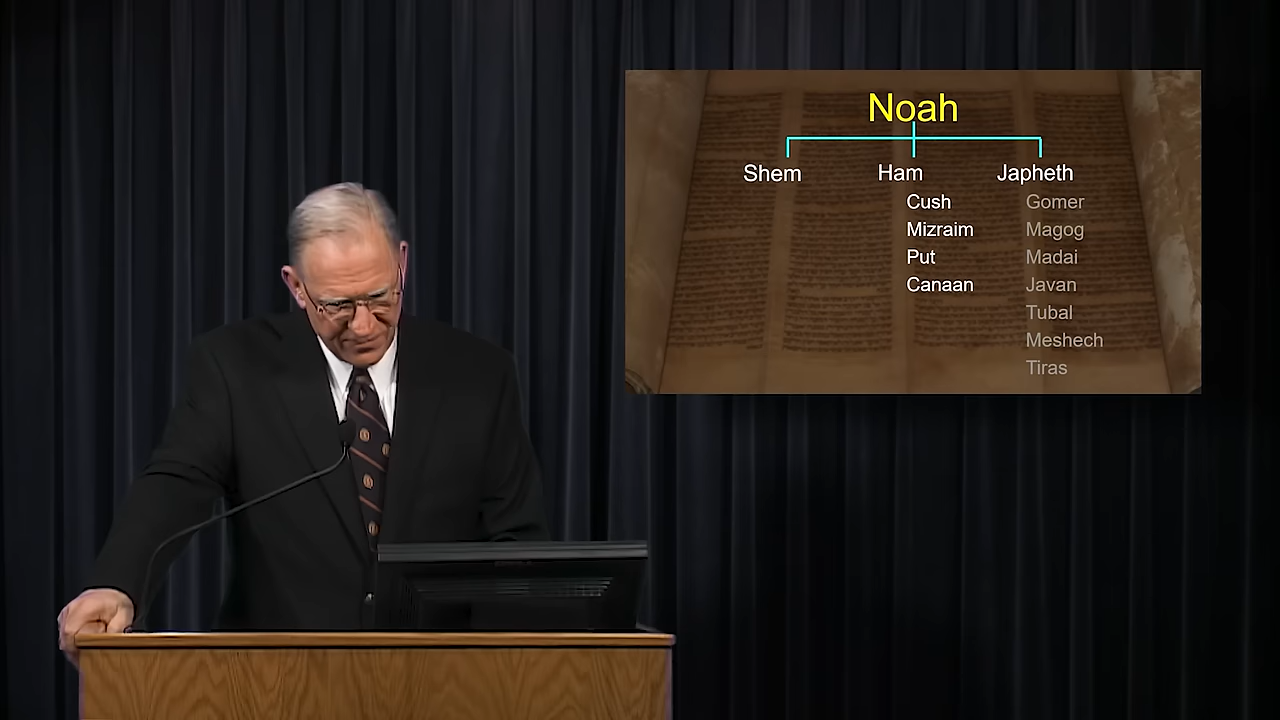 Noah
Shem Ham Japheth
Cush Gomer
Mizraim Magog
Put Madai
Canaan Javan
Tubal
Meshech
Tiras